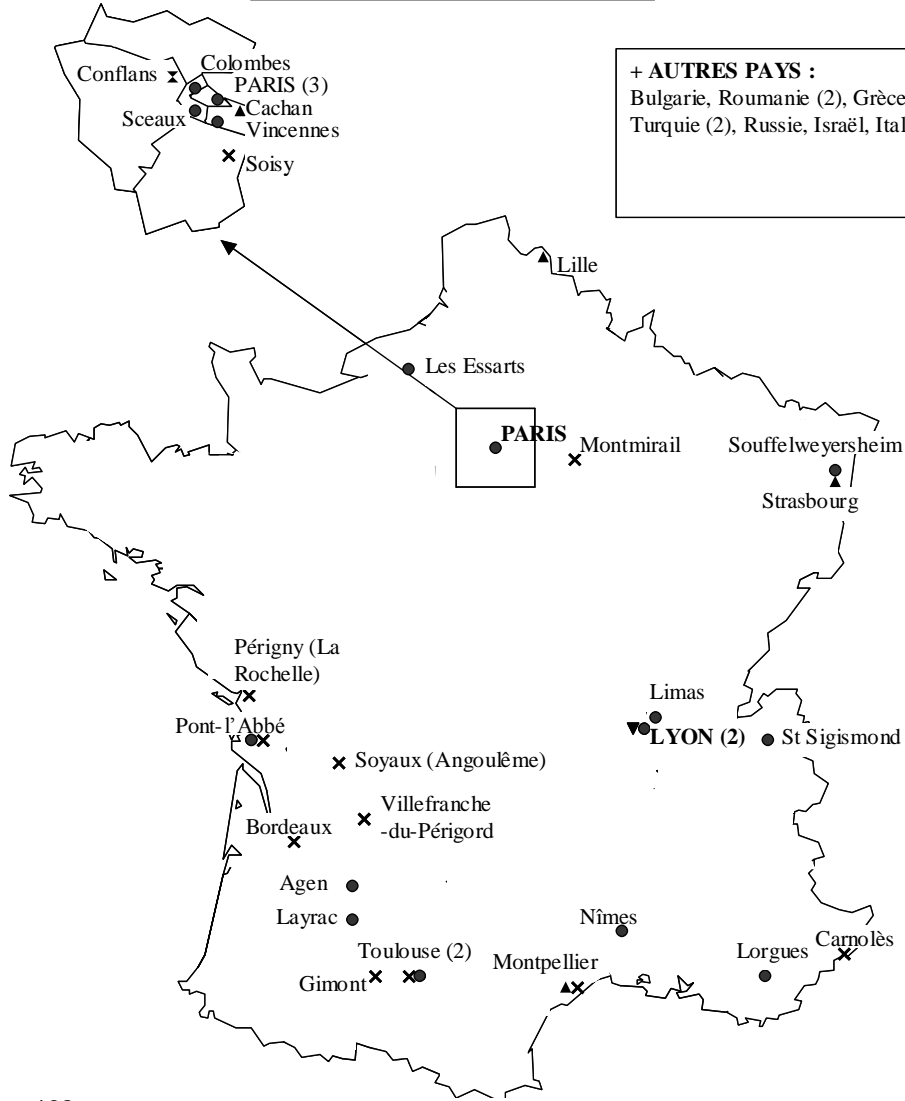 Colombes
Conflans
PARIS (3)
Cachan
Sceaux
Vincennes
Soisy
+ AUTRES PAYS :
Bulgarie, Roumanie (2), Grèce
Turquie (2), Russie, Israël, Ital
Lille
Les Essarts
PARIS
Montmirail
Souffelweyersheim
Strasbourg
Périgny (La
Rochelle)
Pont-l'Abbé
Limas
LYON (2)
St Sigismond
Soyaux (Angoulême)
Villefranche
-du-Périgord
Bordeaux
Agen
Layrac
Nîmes
Toulouse (2)
Gimont
Montpellier
Lorgues
Carnolès